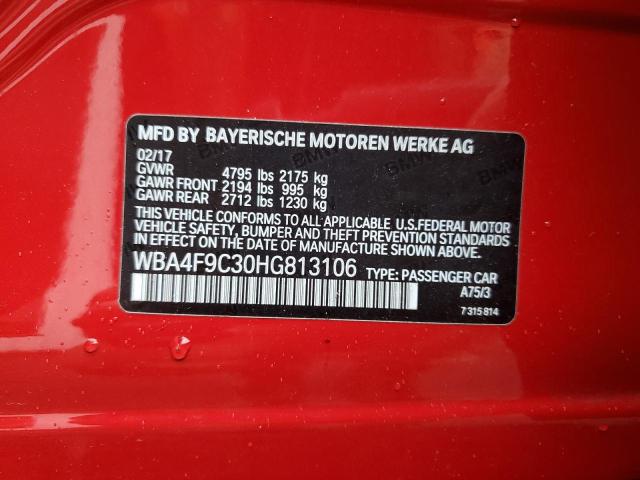 MFD BY BAYERISCHE MOTOREN WERKE AG
02/17
GVWR 4795 lbs 2175 kg
GAWR FRONT 2194 lbs 995 kg
GAWR REAR 2712 lbs 1230 kg
THIS VEHICLE CONFORMS TO ALL APPLICABLE U.S.FEDERAL MOTOR
VEHICLE SAFETY, BUMPER AND THEFT PREVENTION STANDARDS
IN EFFECT ON THE DATE OF MANUFACTURE SHOWN ABOVE.
WBA4F9C30HG813106 TYPE: PASSENGER CAR
A75/3
7 315 814